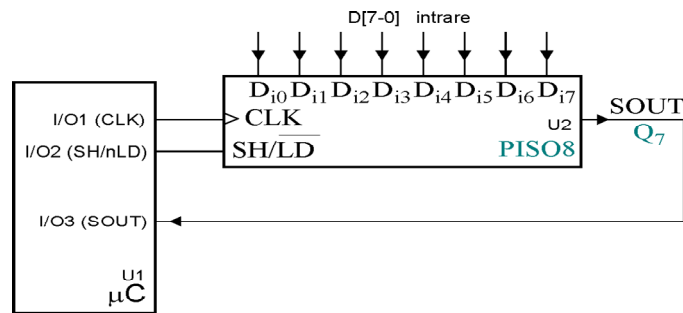 D[7-0] intrare
Di0 Di1 Di2 Di3 Di4 Di5 Di6 Di7
I/O1 (CLK)
CLK
U2
SOUT
Q7
I/O2 (SH/nLD)
SH/LD
PISO8
I/O3 (SOUT)
U1
μC